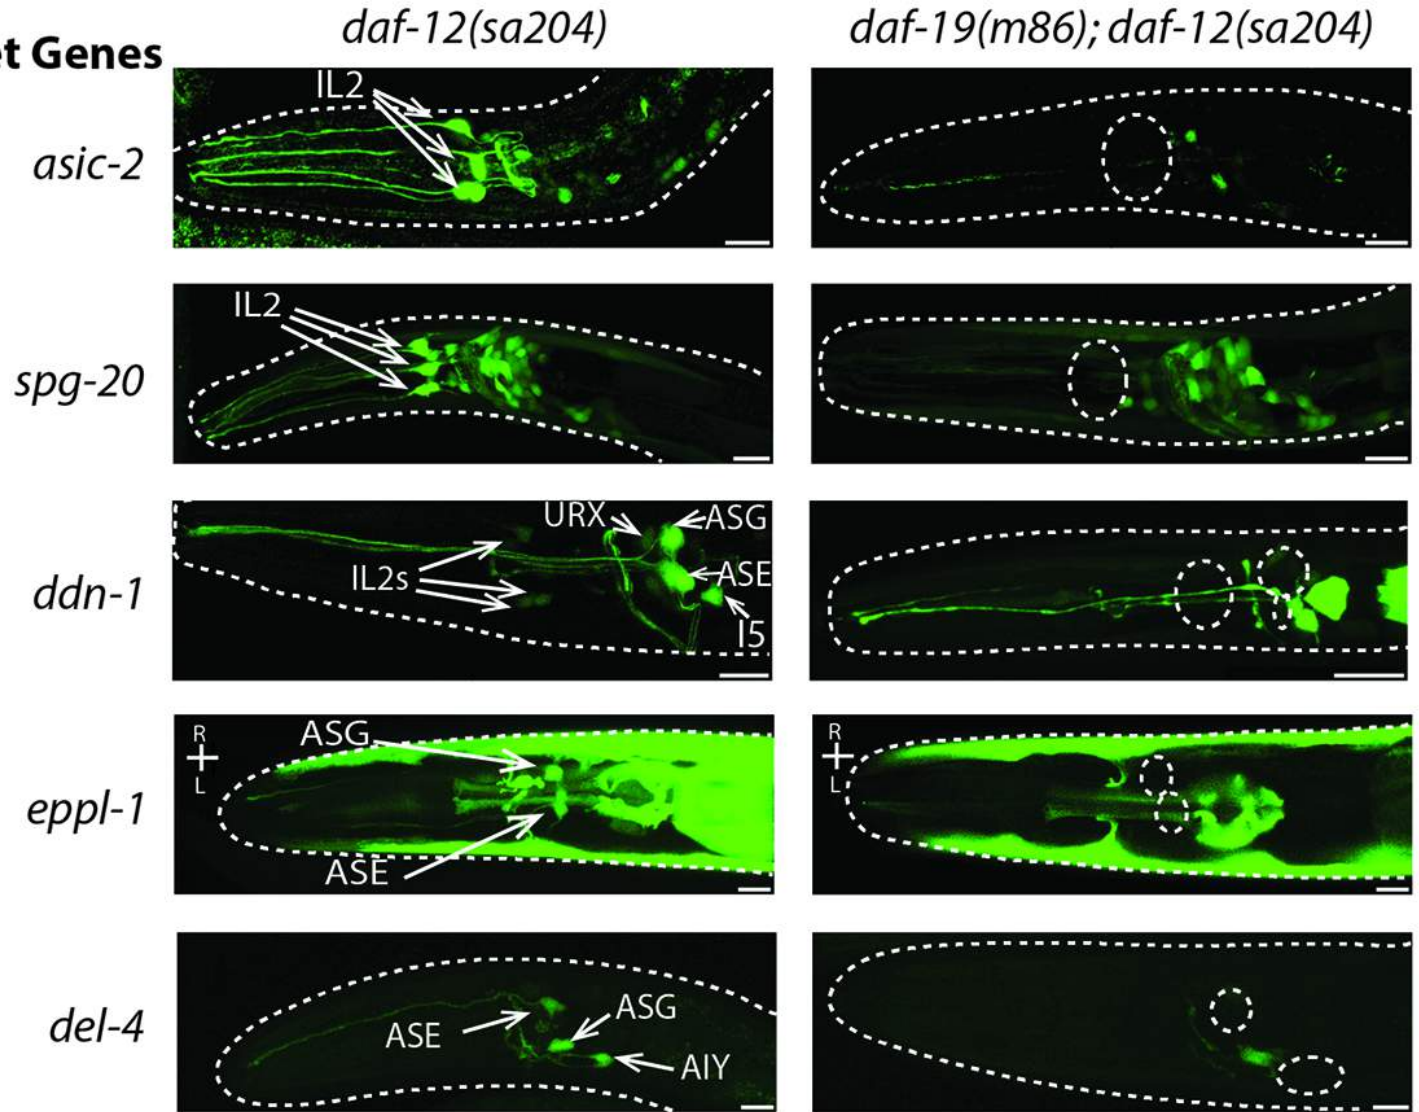 daf-12(sa204) daf-19(m86); daf-12(sa204)
et Genes
IL2
asic-2
IL2
spg-20
URX ASG
IL2s ASE
ddn-1
I5
R
L
ASG
R
L
eppl-1
ASE
ASG
ASE
del-4
AIY